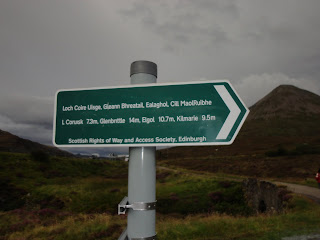 Loch Coire Uisge, Gleann Bhreatail, Ealaghol, Cill MaolRuibhe
L Coruisk 7.3m, Glenbrittle 14m, Elgol 10.7m, Kilmarie 9.5m
Scottish Rights of Way and Access Society, Edinburgh